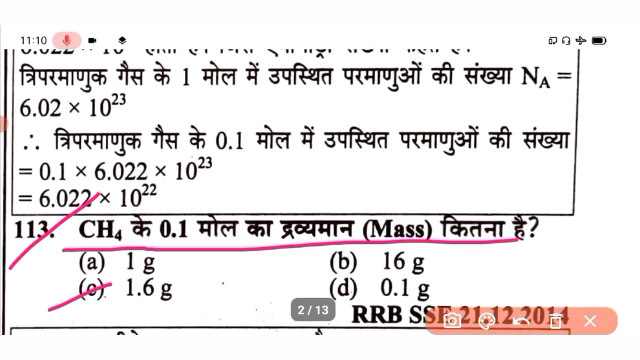 11:10
त्रिपरमाणुक गैस के 1 मोल में उपस्थित परमाणुओं की संख्या N_A =
6.02 × 10²³
∴ त्रिपरमाणुक गैस के 0.1 मोल में उपस्थित परमाणुओं की संख्या
= 0.1 × 6.022 × 10²³
= 6.022 × 10²²
113. CH₄ के 0.1 मोल का द्रव्यमान (Mass) कितना है?
(a) 1 g (b) 16 g
(c) 1.6 g (d) 0.1 g
2 / 13
RRB SSE 21.12.2014